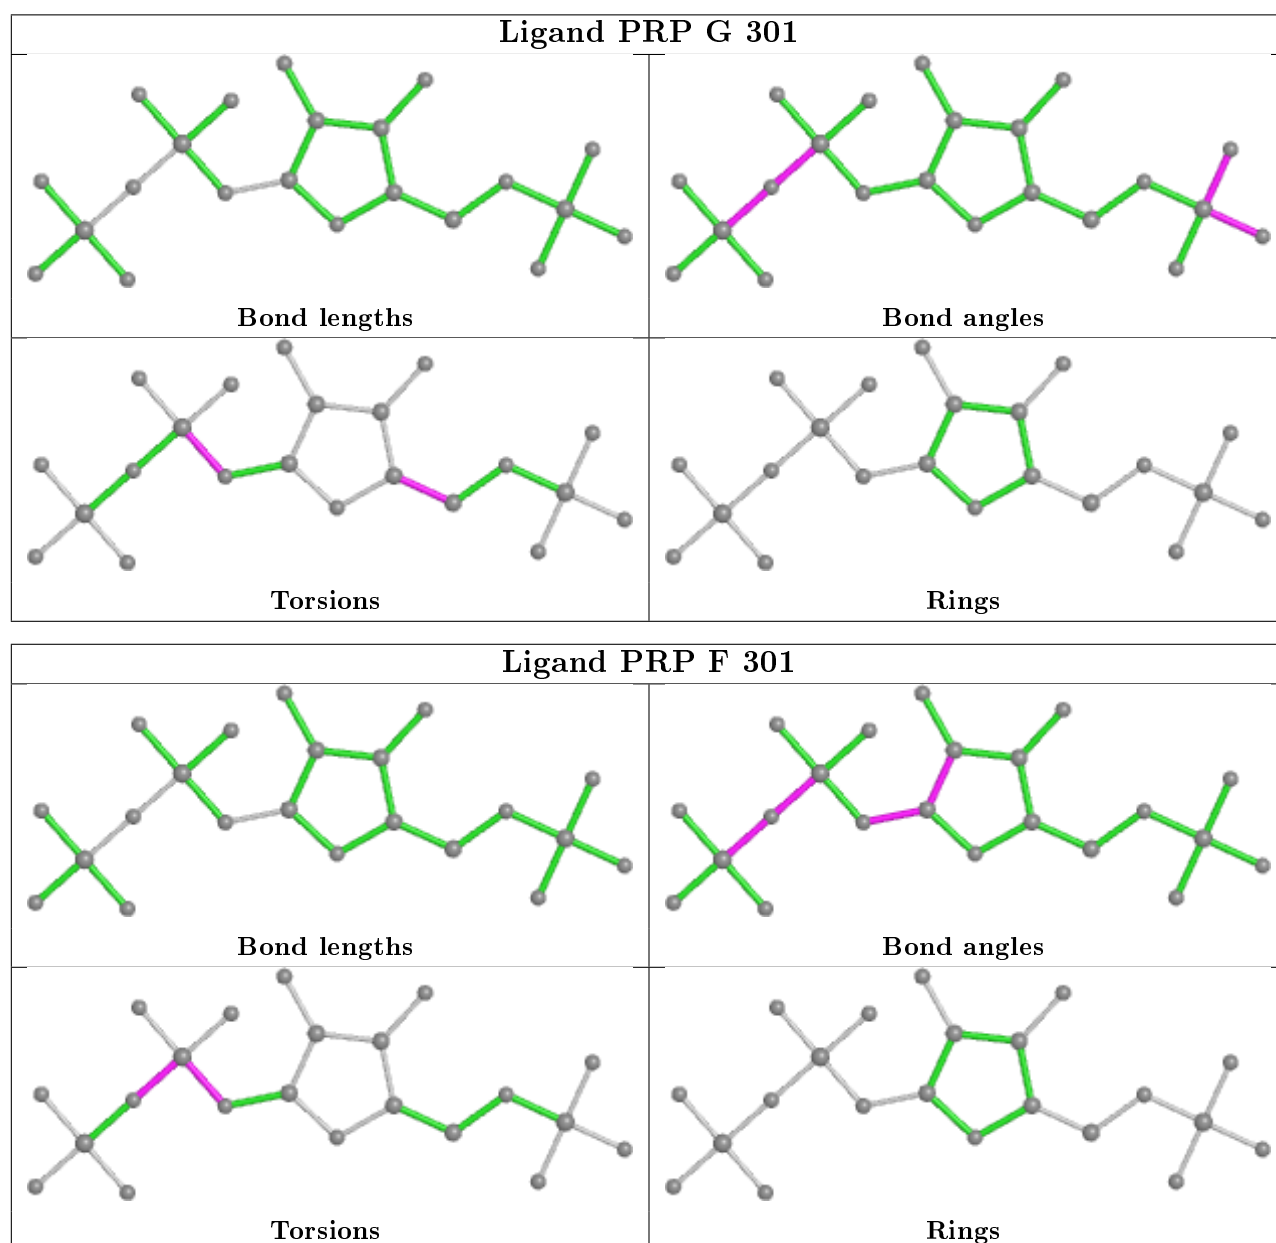 Ligand PRP G 301
Bond lengths
Bond angles
Torsions
Rings
Ligand PRP F 301
Bond lengths
Bond angles
Torsions
Rings